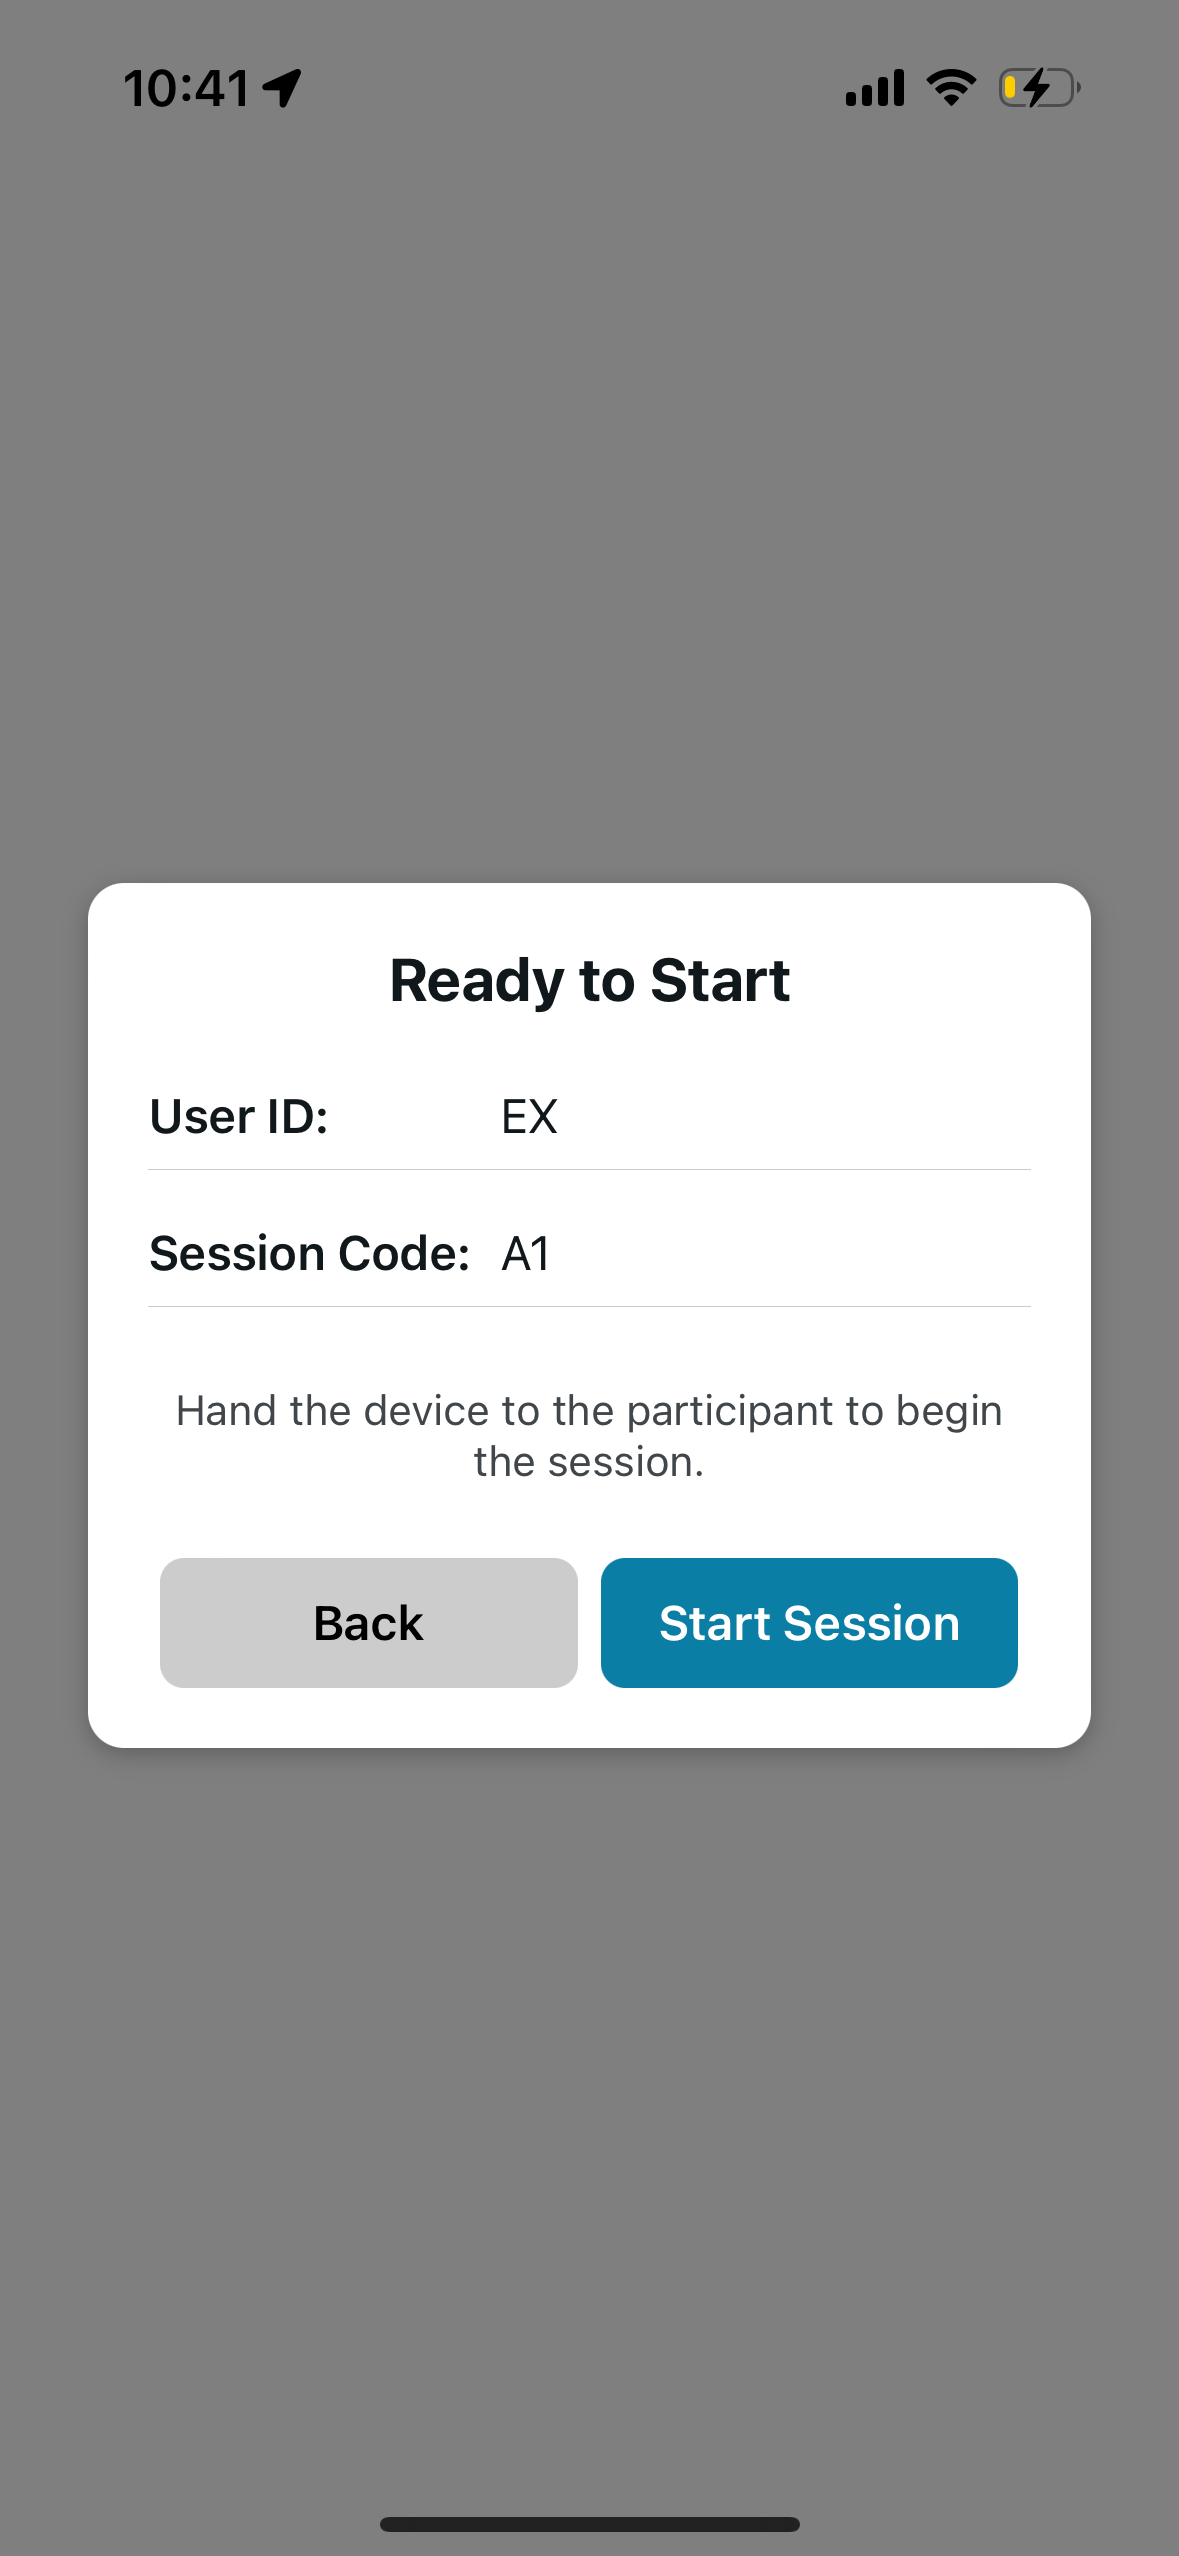 10:41
Ready to Start
User ID: EX
Session Code: A1
Hand the device to the participant to begin
the session.
Back Start Session